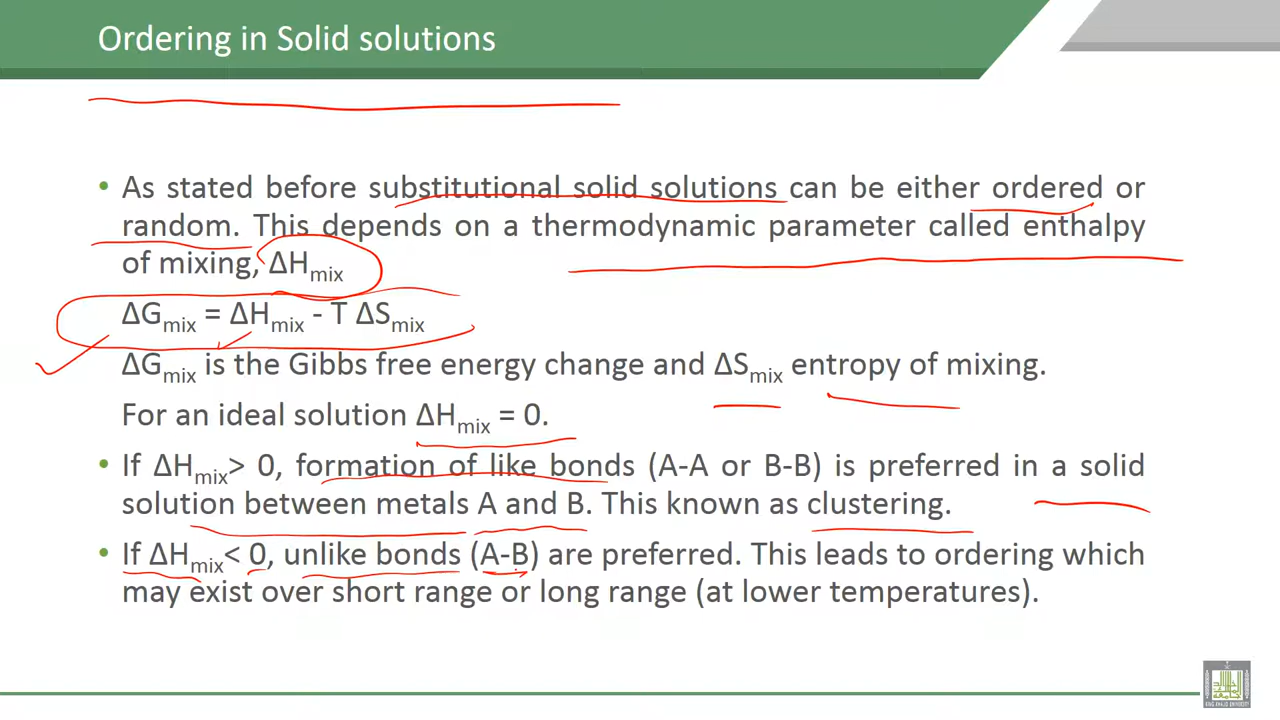 Ordering in Solid solutions
• As stated before substitutional solid solutions can be either ordered or
random. This depends on a thermodynamic parameter called enthalpy
of mixing, ΔHmix
ΔGmix = ΔHmix - T ΔSmix
ΔGmix is the Gibbs free energy change and ΔSmix entropy of mixing.
For an ideal solution ΔHmix = 0.
• If ΔHmix> 0, formation of like bonds (A-A or B-B) is preferred in a solid
solution between metals A and B. This known as clustering.
• If ΔHmix< 0, unlike bonds (A-B) are preferred. This leads to ordering which
may exist over short range or long range (at lower temperatures).